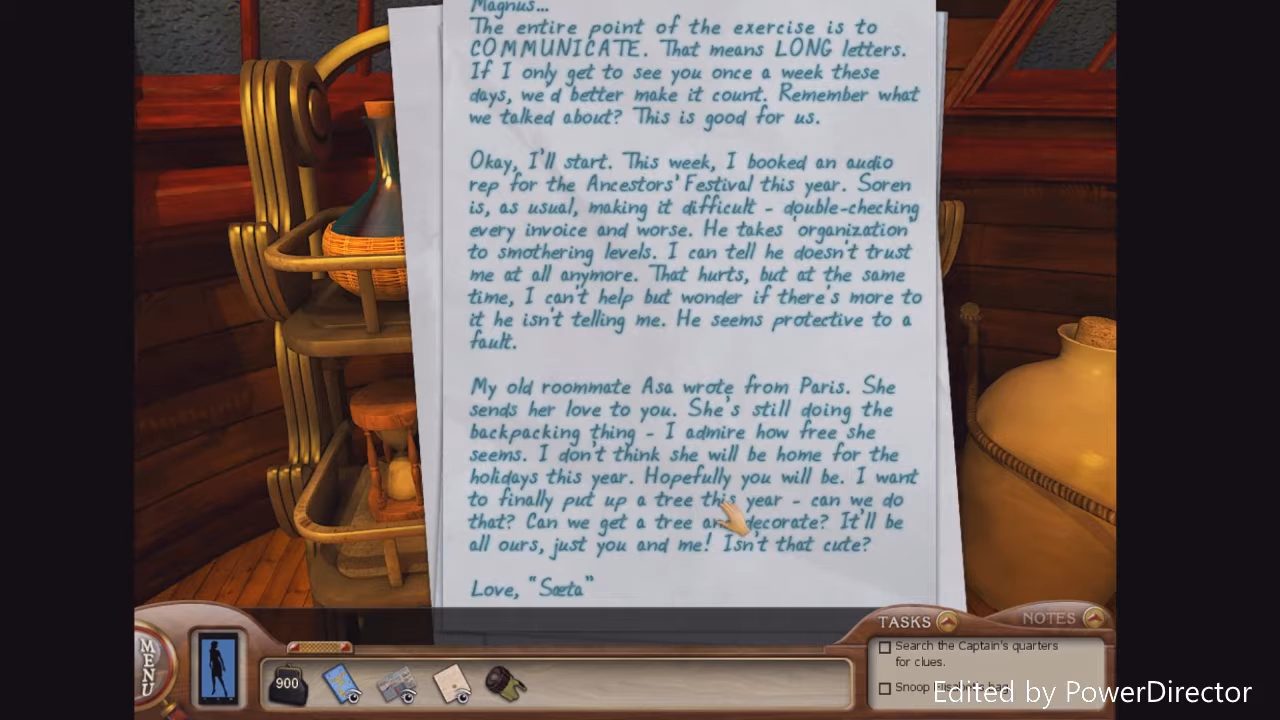 Magnus...
The entire point of the exercise is to
COMMUNICATE. That means LONG letters.
If I only get to see you once a week these
days, we'd better make it count. Remember what
we talked about? This is good for us.
Okay, I'll start. This week, I booked an audio
rep for the Ancestors' Festival this year. Soren
is, as usual, making it difficult - double-checking
every invoice and worse. He takes 'organization'
to smothering levels. I can tell he doesn't trust
me at all anymore. That hurts, but at the same
time, I can't help but wonder if there's more to
it he isn't telling me. He seems protective to a
fault.
My old roommate Asa wrote from Paris. She
sends her love to you. She's still doing the
backpacking thing - I admire how free she
seems. I don't think she will be home for the
holidays this year. Hopefully you will be. I want
to finally put up a tree this year - can we do
that? Can we get a tree and decorate? It'll be
all ours, just you and me! Isn't that cute?
Love, "Sæta"
MENU
900
TASKS
NOTES
Search the Captain's quarters
for clues.
Snoop
Edited by PowerDirector